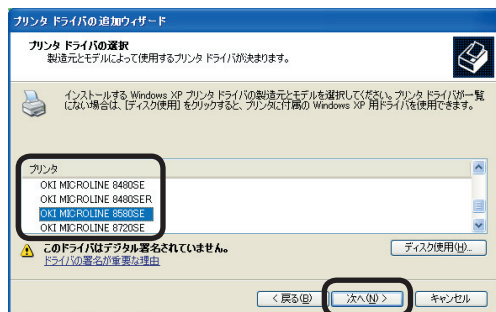 プリンタ ドライバの追加ウィザード
プリンタ ドライバの選択
製造元とモデルによって使用するプリンタ ドライバが決まります。
インストールする Windows XP プリンタ ドライバの製造元とモデルを選択してください。プリンタ ドライバが一覧
にない場合は、[ディスク使用] をクリックすると、プリンタに付属の Windows XP 用ドライバを使用できます。
プリンタ
OKI MICROLINE 8480SE
OKI MICROLINE 8480SER
OKI MICROLINE 8580SE
OKI MICROLINE 8720SE
このドライバはデジタル署名されていません。
ディスク使用(H)...
ドライバの署名が重要な理由
< 戻る(B)
次へ(N) >
キャンセル